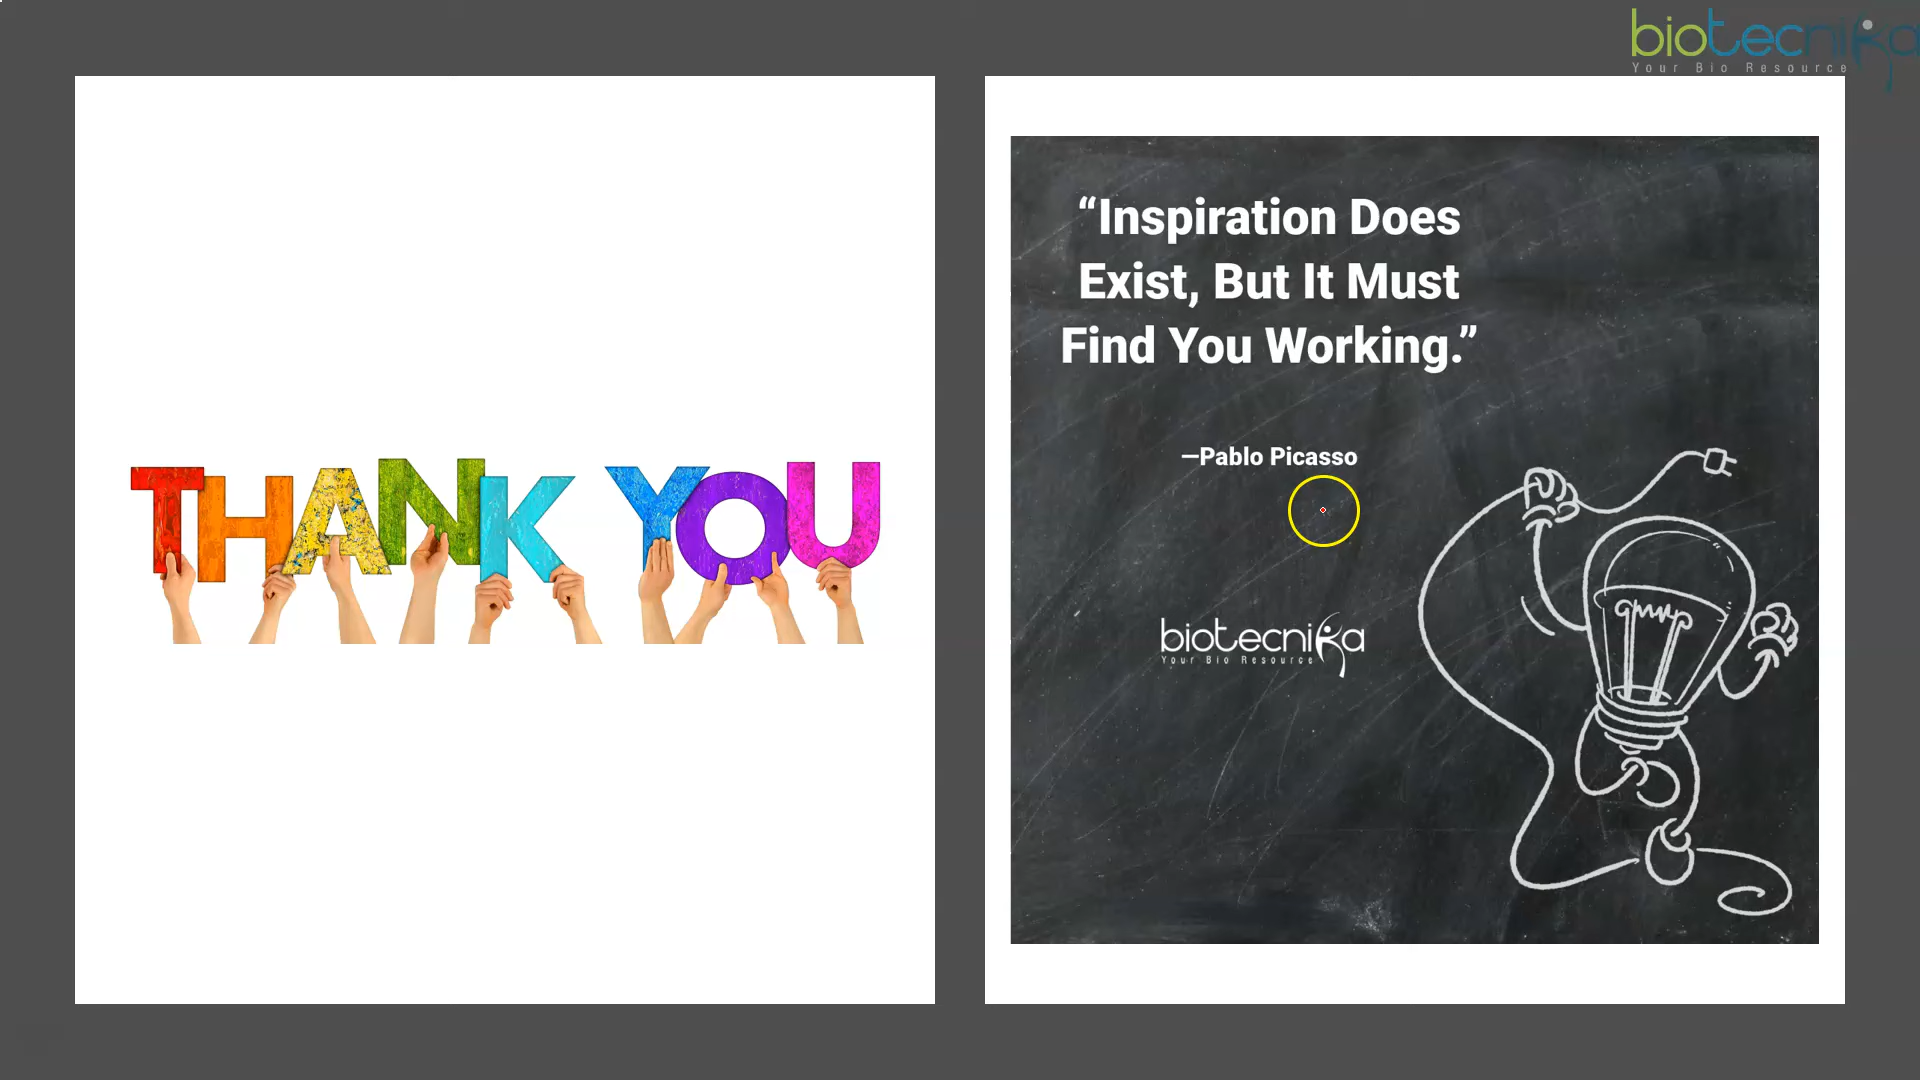 biotecnika
Your Bio Resource
THANK YOU
“Inspiration Does
Exist, But It Must
Find You Working.”
—Pablo Picasso
biotecnika
Your Bio Resource